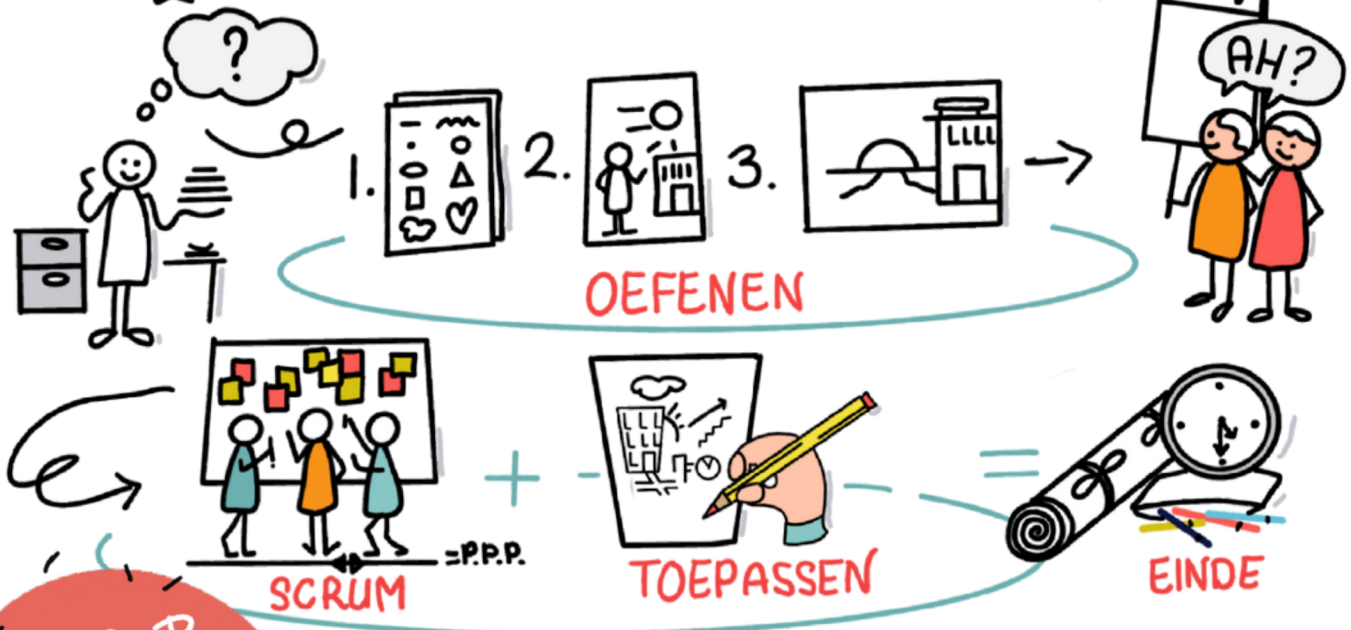 ?
AH?
1.
2.
3.
OEFENEN
=P.P.P.
SCRUM
+
-
=
TOEPASSEN
EINDE